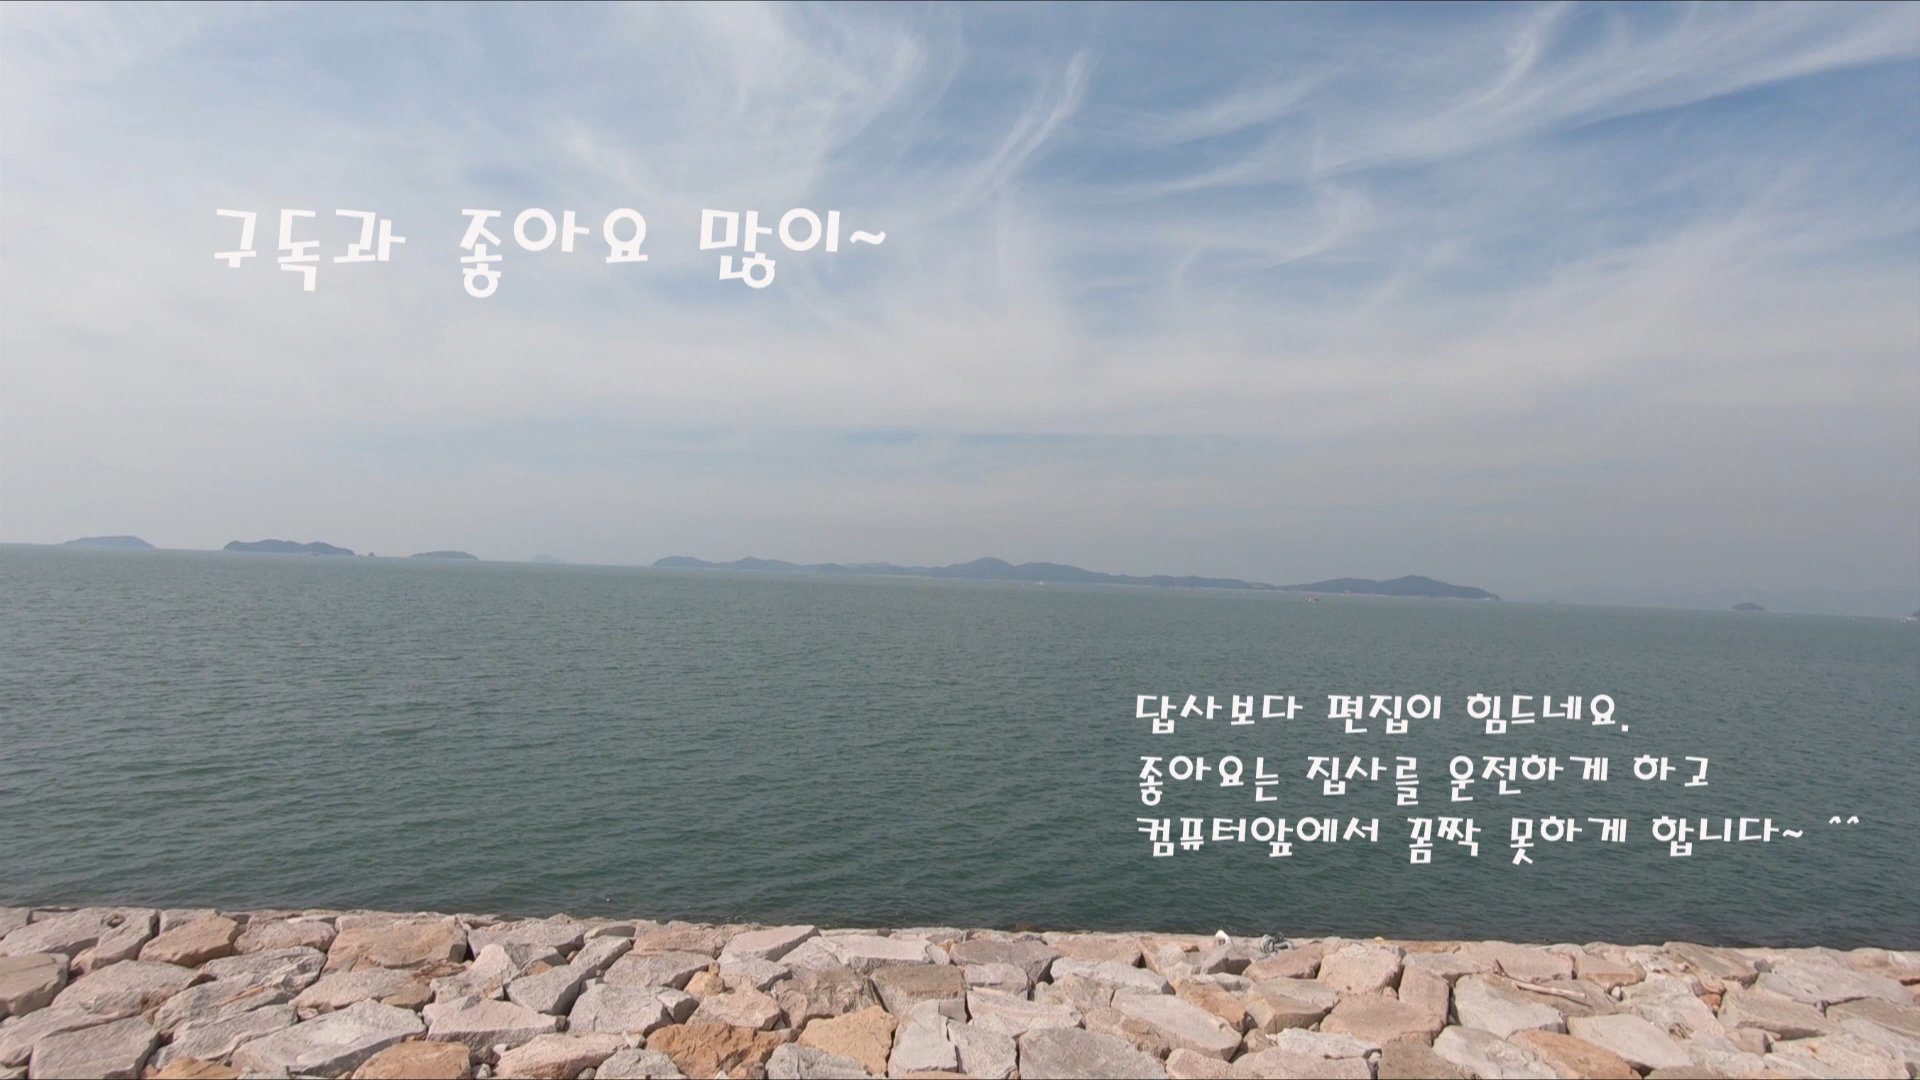 구독과 좋아요 많이~
답사보다 편집이 힘드네요.
좋아요는 집사를 운전하게 하고
컴퓨터앞에서 꼼짝 못하게 합니다~ ^^